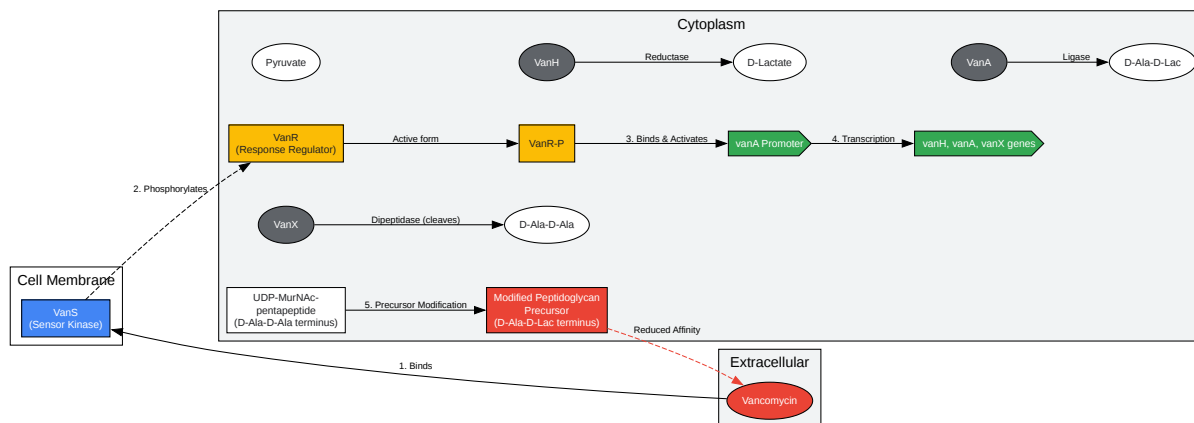 Cytoplasm
Pyruvate
VanH
Reductase
D-Lactate
VanA
Ligase
D-Ala-D-Lac
VanR
(Response Regulator)
Active form
VanR-P
3. Binds & Activates
vanA Promoter
4. Transcription
vanH, vanA, vanX genes
2. Phosphorylates
VanX
Dipeptidase (cleaves)
D-Ala-D-Ala
Cell Membrane
VanS
(Sensor Kinase)
UDP-MurNAc-
pentapeptide
(D-Ala-D-Ala terminus)
5. Precursor Modification
Modified Peptidoglycan
Precursor
(D-Ala-D-Lac terminus)
Reduced Affinity
1. Binds
Extracellular
Vancomycin